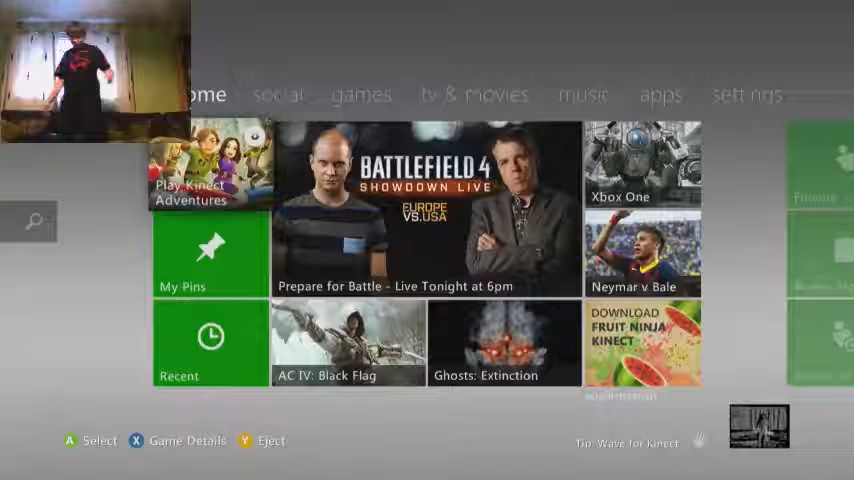 ome social games tv & movies music apps settings
Play Kinect
Adventures
BATTLEFIELD 4
SHOWDOWN LIVE
EUROPE
VS. USA
Prepare for Battle - Live Tonight at 6pm
Xbox One
My Pins
Neymar v Bale
Recent
AC IV: Black Flag
Ghosts: Extinction
DOWNLOAD
FRUIT NINJA
KINECT
A Select X Game Details Y Eject
Tip: Wave for Kinect